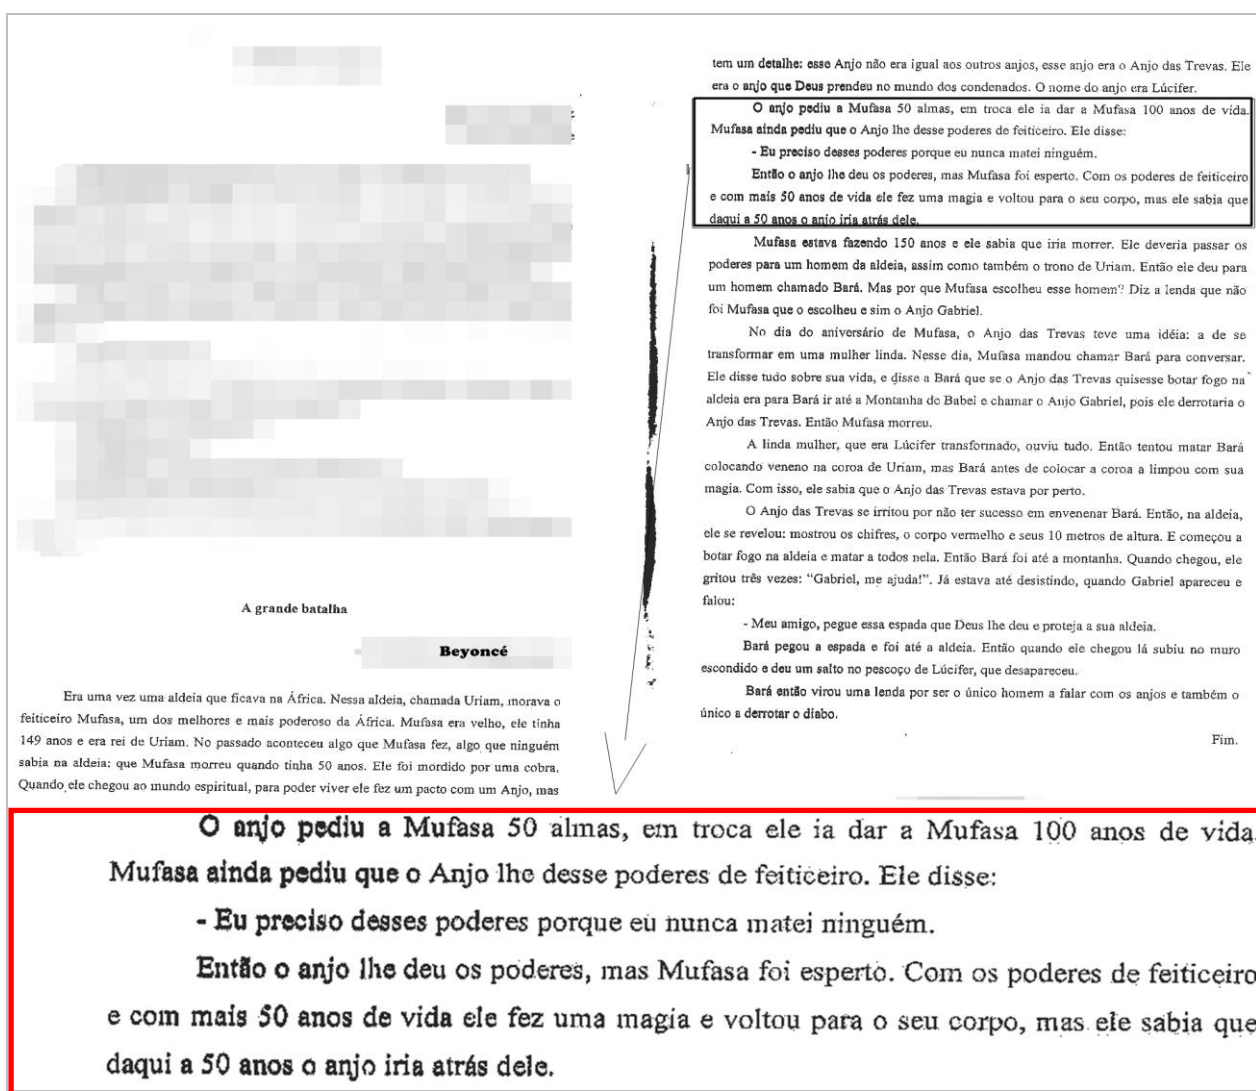 A grande batalha
Beyoncé
Era uma vez uma aldeia que ficava na África. Nessa aldeia, chamada Uriam, morava o
feiticeiro Mufasa, um dos melhores e mais poderoso da África. Mufasa era velho, ele tinha
149 anos e era rei de Uriam. No passado aconteceu algo que Mufasa fez, algo que ninguém
sabia na aldeia: que Mufasa morreu quando tinha 50 anos. Ele foi mordido por uma cobra.
Quando ele chegou ao mundo espiritual, para poder viver ele fez um pacto com um Anjo, mas
tem um detalhe: esse Anjo não era igual aos outros anjos, esse anjo era o Anjo das Trevas. Ele
era o anjo que Deus prendeu no mundo dos condenados. O nome do anjo era Lúcifer.
O anjo pediu a Mufasa 50 almas, em troca ele ia dar a Mufasa 100 anos de vida.
Mufasa ainda pediu que o Anjo lhe desse poderes de feiticeiro. Ele disse:
- Eu preciso desses poderes porque eu nunca matei ninguém.
Então o anjo lhe deu os poderes, mas Mufasa foi esperto. Com os poderes de feiticeiro
e com mais 50 anos de vida ele fez uma magia e voltou para o seu corpo, mas ele sabia que
daqui a 50 anos o anjo iria atrás dele.
Mufasa estava fazendo 150 anos e ele sabia que iria morrer. Ele deveria passar os
poderes para um homem da aldeia, assim como também o trono de Uriam. Então ele deu para
um homem chamado Bará. Mas por que Mufasa escolheu esse homem? Diz a lenda que não
foi Mufasa que o escolheu e sim o Anjo Gabriel.
No dia do aniversário de Mufasa, o Anjo das Trevas teve uma idéia: a de se
transformar em uma mulher linda. Nesse dia, Mufasa mandou chamar Bará para conversar.
Ele disse tudo sobre sua vida, e disse a Bará que se o Anjo das Trevas quisesse botar fogo na
aldeia era para Bará ir até a Montanha de Babel e chamar o Anjo Gabriel, pois ele derrotaria o
Anjo das Trevas. Então Mufasa morreu.
A linda mulher, que era Lúcifer transformado, ouviu tudo. Então tentou matar Bará
colocando veneno na coroa de Uriam, mas Bará antes de colocar a coroa a limpou com sua
magia. Com isso, ele sabia que o Anjo das Trevas estava por perto.
O Anjo das Trevas se irritou por não ter sucesso em envenenar Bará. Então, na aldeia,
ele se revelou: mostrou os chifres, o corpo vermelho e seus 10 metros de altura. E começou a
botar fogo na aldeia e matar a todos nela. Então Bará foi até a montanha. Quando chegou, ele
gritou três vezes: “Gabriel, me ajuda!”. Já estava até desistindo, quando Gabriel apareceu e
falou:
- Meu amigo, pegue essa espada que Deus lhe deu e proteja a sua aldeia.
Bará pegou a espada e foi até a aldeia. Então quando ele chegou lá subiu no muro
escondido e deu um salto no pescoço de Lúcifer, que desapareceu.
Bará então virou uma lenda por ser o único homem a falar com os anjos e também o
único a derrotar o diabo.
Fim.
O anjo pediu a Mufasa 50 almas, em troca ele ia dar a Mufasa 100 anos de vida.
Mufasa ainda pediu que o Anjo lhe desse poderes de feiticeiro. Ele disse:
- Eu preciso desses poderes porque eu nunca matei ninguém.
Então o anjo lhe deu os poderes, mas Mufasa foi esperto. Com os poderes de feiticeiro
e com mais 50 anos de vida ele fez uma magia e voltou para o seu corpo, mas ele sabia que
daqui a 50 anos o anjo iria atrás dele.